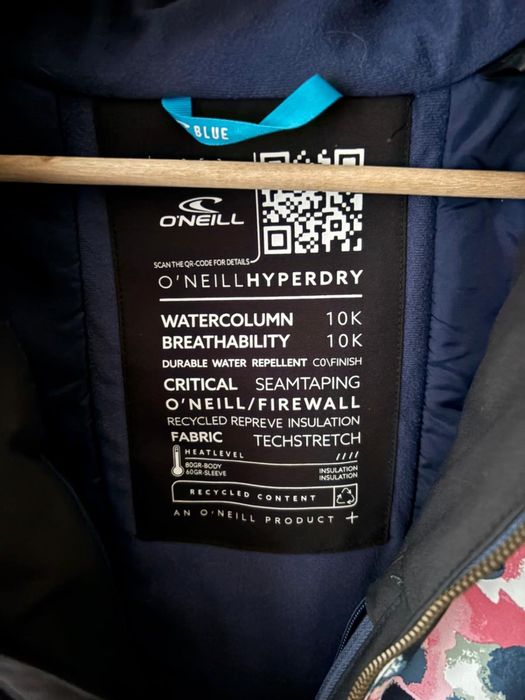 BLUE
O'NEILL
SCAN THE QR-CODE FOR DETAILS
O'NEILL HYPERDRY
WATERCOLUMN 10K
BREATHABILITY 10K
DURABLE WATER REPELLENT C0\FINISH
CRITICAL SEAMTAPING
O'NEILL/FIREWALL
RECYCLED REPREVE INSULATION
FABRIC TECHSTRETCH
HEATLEVEL ////
80GR-BODY INSULATION
60GR-SLEEVE INSULATION
RECYCLED CONTENT
AN O'NEILL PRODUCT +